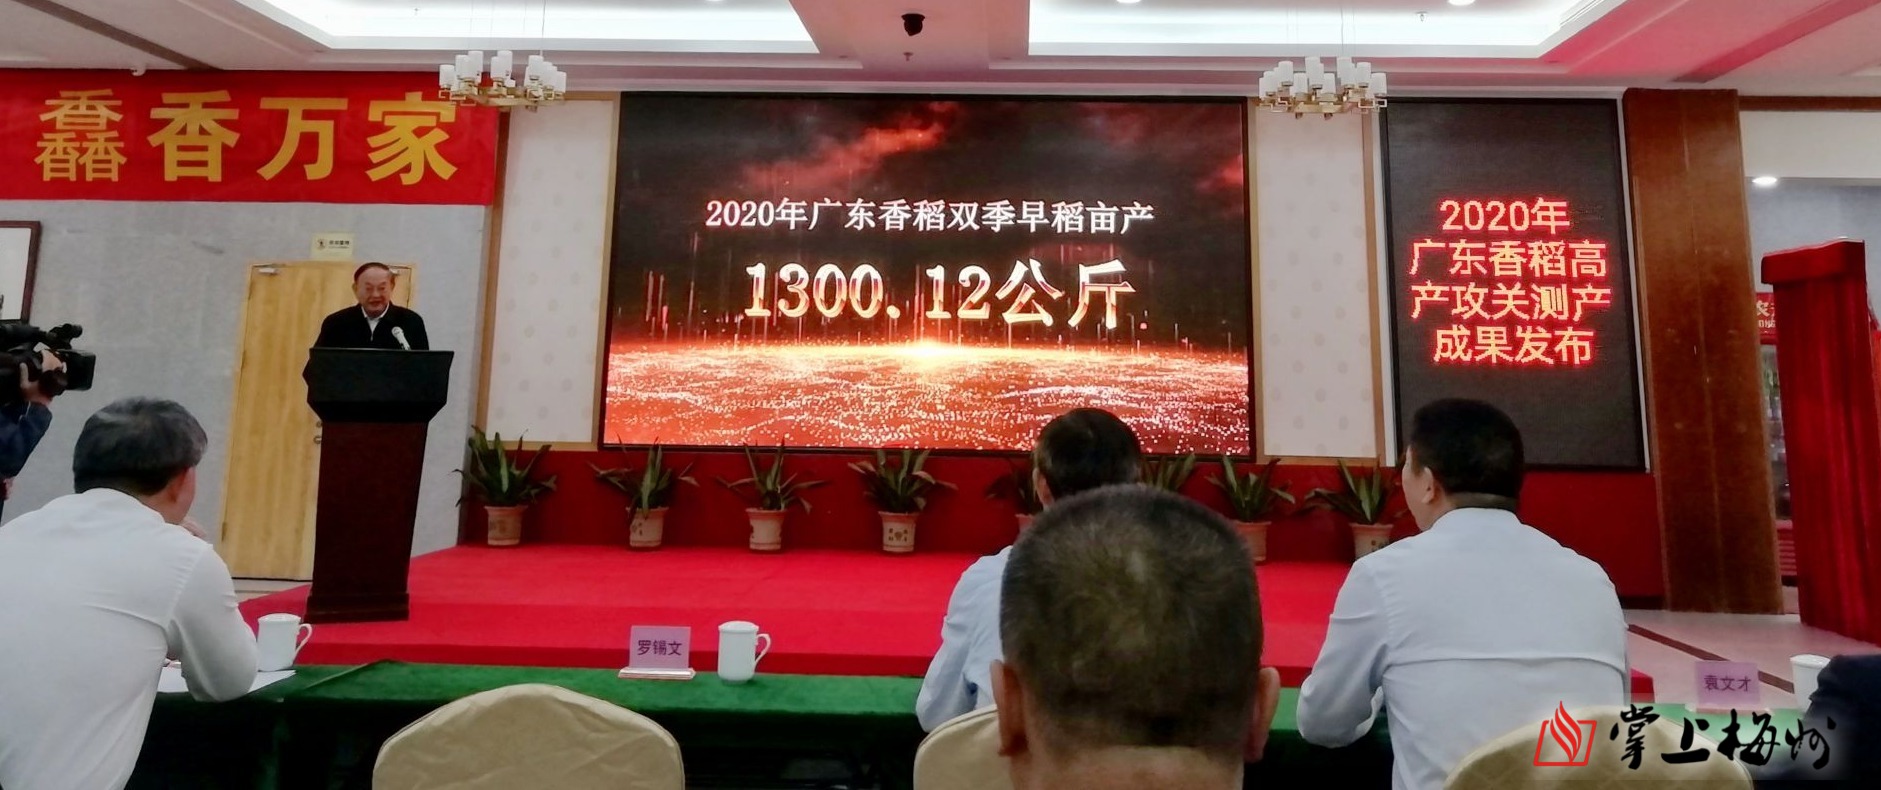 馫香万家
2020年广东香稻双季早稻亩产
1300.12公斤
2020年
广东香稻高
产攻关测产
成果发布
罗锡文
袁文才
掌上梅州